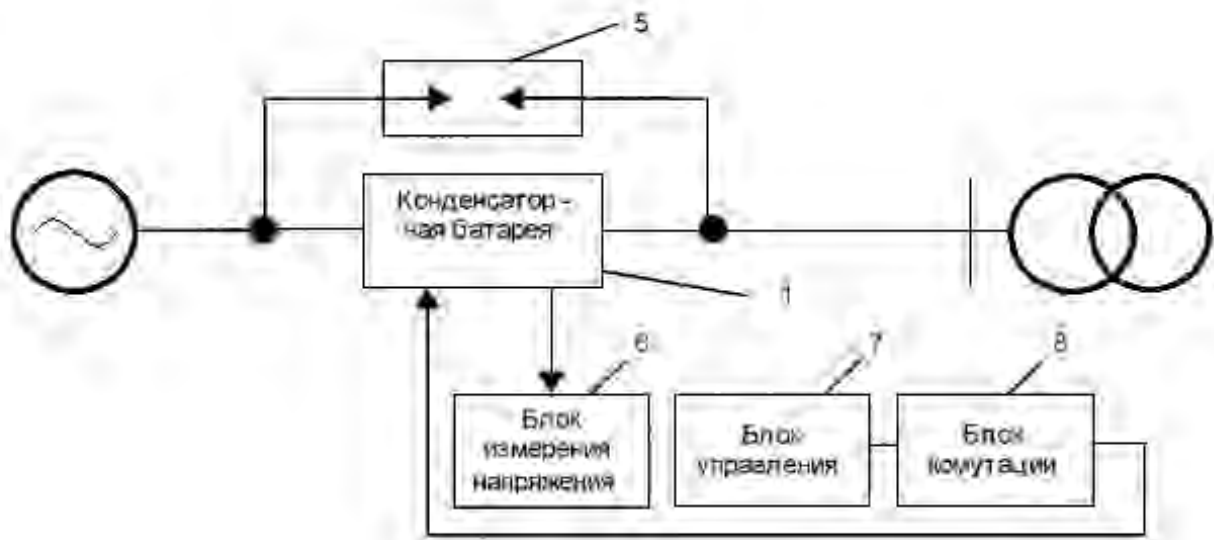 5
Конденсатор -
ная батарея
1
6
7
8
Блок
измерения
напряжения
Блок
управления
Блок
комутации